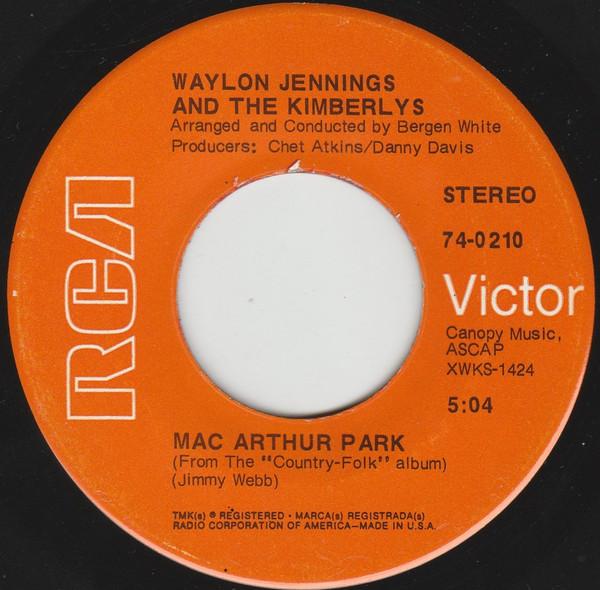 WAYLON JENNINGS
AND THE KIMBERLYS
Arranged and Conducted by Bergen White
Producers: Chet Atkins/Danny Davis
RCA
STEREO
74-0210
Victor
Canopy Music,
ASCAP
XWKS-1424
5:04
MAC ARTHUR PARK
(From The "Country-Folk" album)
(Jimmy Webb)
TMK(s) ® REGISTERED • MARCA(s) REGISTRADA(s)
RADIO CORPORATION OF AMERICA—MADE IN U.S.A.